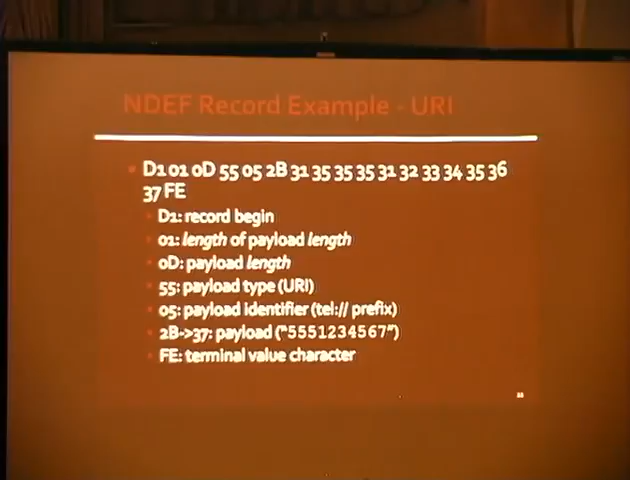 NDEF Record Example - URI
D1 01 0D 55 05 2B 31 35 35 35 31 32 33 34 35 36
37 FE
D1: record begin
01: length of payload length
0D: payload length
55: payload type (URI)
05: payload identifier (tel:// prefix)
2B->37: payload ("5551234567")
FE: terminal value character